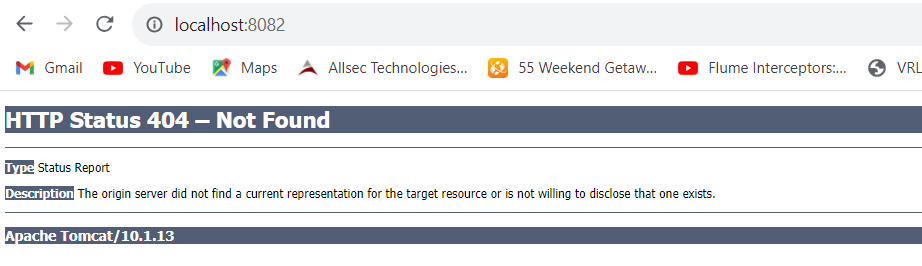 localhost:8082
Gmail YouTube Maps Allsec Technologies... 55 Weekend Getaw... Flume Interceptors:... VRL
HTTP Status 404 – Not Found
Type Status Report
Description The origin server did not find a current representation for the target resource or is not willing to disclose that one exists.
Apache Tomcat/10.1.13